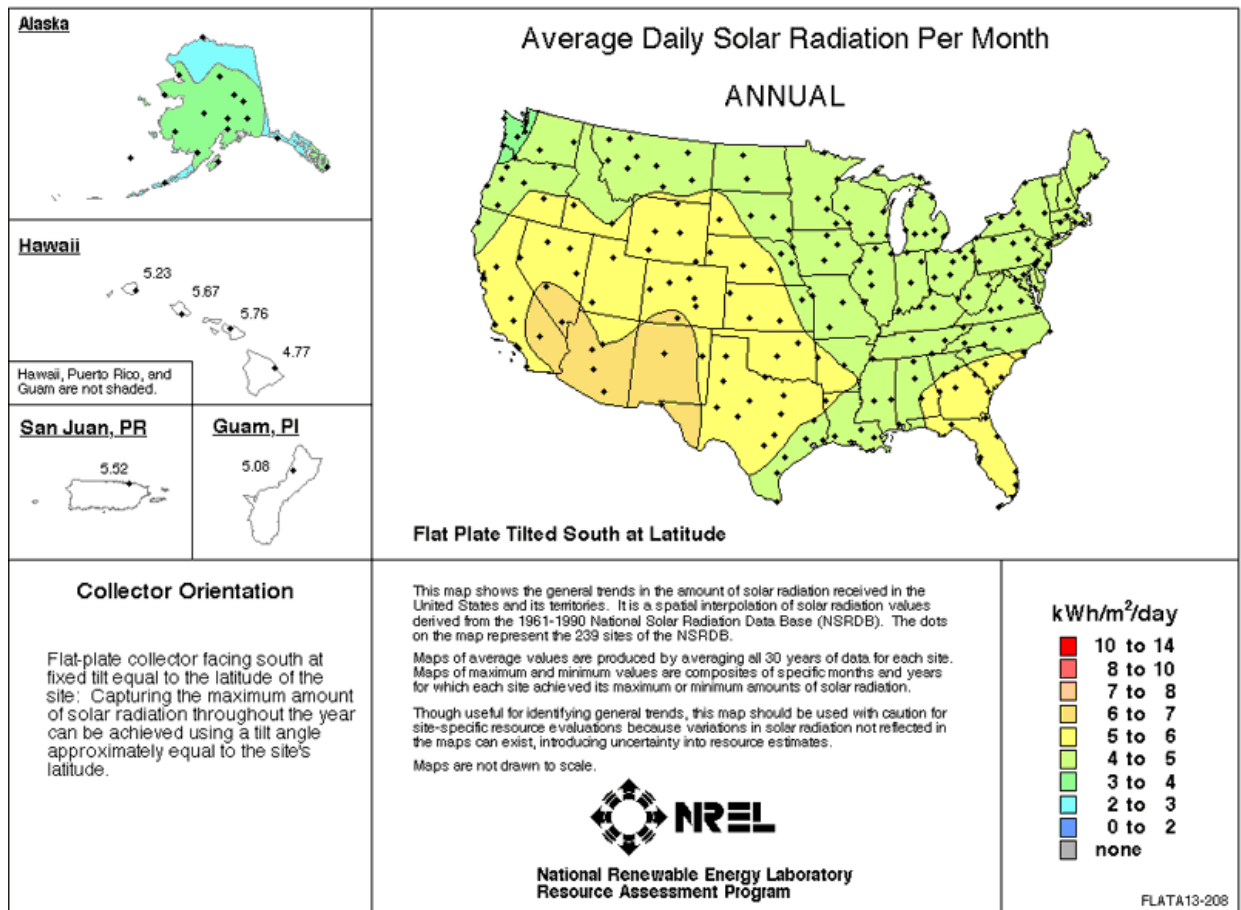 Alaska
Average Daily Solar Radiation Per Month
ANNUAL
Hawaii
5.23
5.67
5.76
4.77
Hawaii, Puerto Rico, and
Guam are not shaded.
San Juan, PR
5.52
Guam, PI
5.08
Flat Plate Tilted South at Latitude
Collector Orientation
Flat-plate collector facing south at
fixed tilt equal to the latitude of
the site: Capturing the maximum amount
of solar radiation throughout the year
can be achieved using a tilt angle
approximately equal to the site's
latitude.
This map shows the general trends in the amount of solar radiation received in the
United States and its territories. It is a spatial interpolation of solar radiation values
derived from the 1961-1990 National Solar Radiation Data Base (NSRDB). The dots
on the map represent the 239 sites of the NSRDB.
Maps of average values are produced by averaging all 30 years of data for each site.
Maps of maximum and minimum values are composites of specific months and years
for which each site achieved its maximum or minimum amounts of solar radiation.
Though useful for identifying general trends, this map should be used with caution for
site-specific resource evaluations because variations in solar radiation not reflected in
the maps can exist, introducing uncertainty into resource estimates.
Maps are not drawn to scale.
NREL
National Renewable Energy Laboratory
Resource Assessment Program
kWh/m²/day
10 to 14
8 to 10
7 to 8
6 to 7
5 to 6
4 to 5
3 to 4
2 to 3
0 to 2
none
FLATA13-208